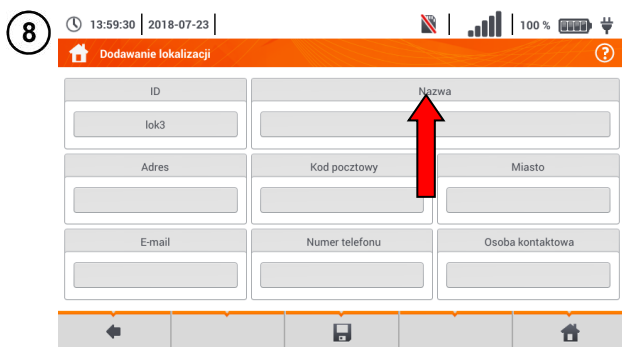 8
13:59:30 2018-07-23 100 %
Dodawanie lokalizacji ?
ID Nazwa
lok3
Adres Kod pocztowy Miasto
E-mail Numer telefonu Osoba kontaktowa